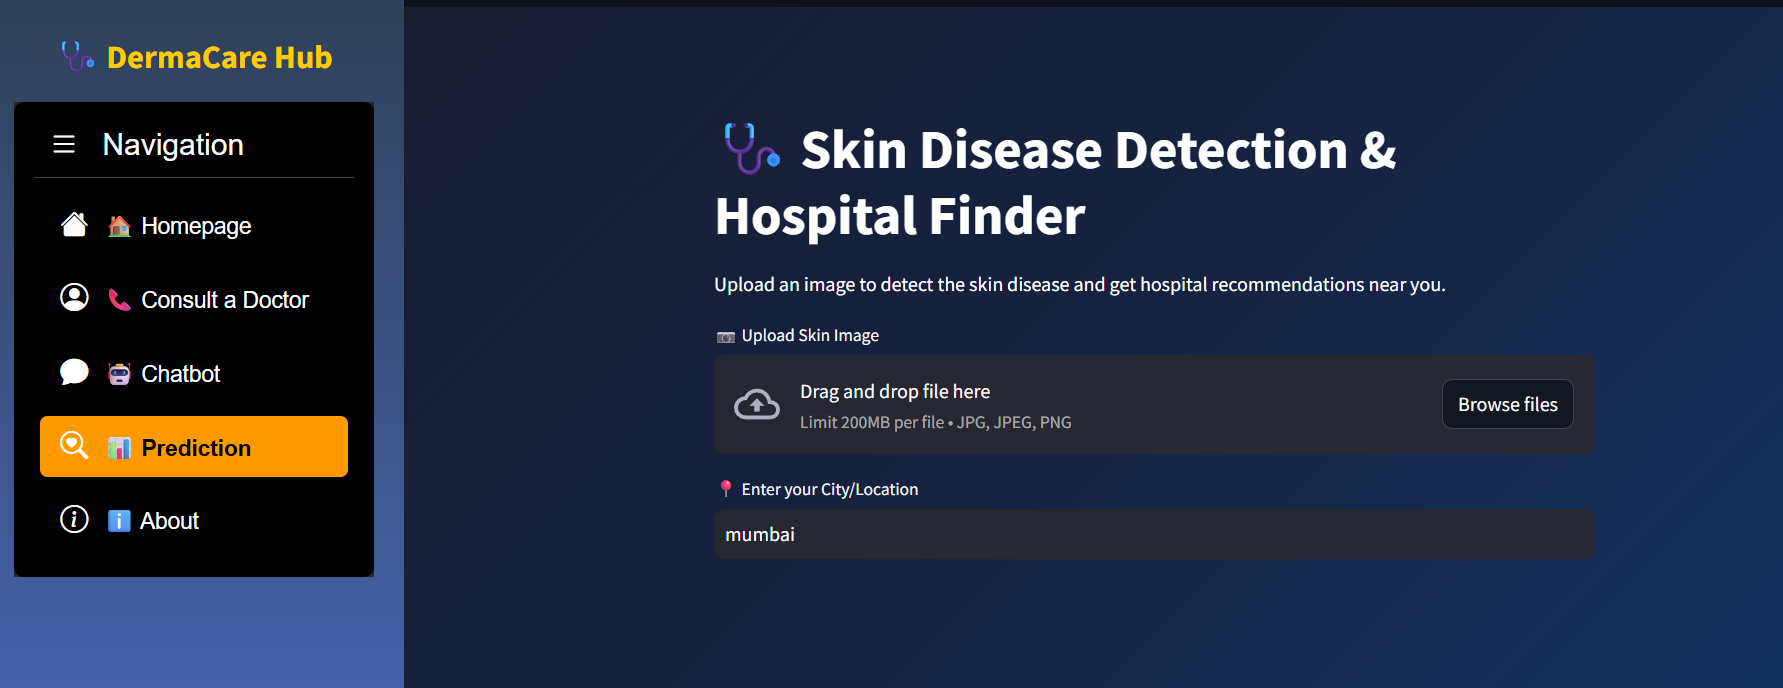 DermaCare Hub
Navigation
Homepage
Consult a Doctor
Chatbot
Prediction
About
Skin Disease Detection &
Hospital Finder
Upload an image to detect the skin disease and get hospital recommendations near you.
Upload Skin Image
Drag and drop file here
Limit 200MB per file • JPG, JPEG, PNG
Browse files
Enter your City/Location
mumbai